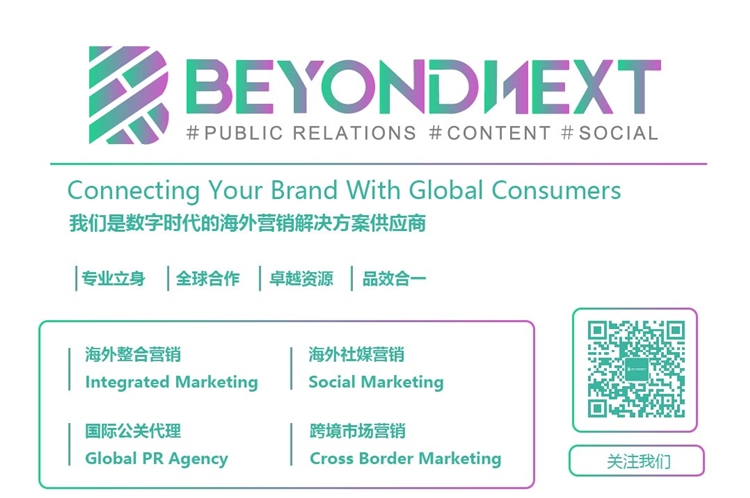 BEYONDNEXT
#PUBLIC RELATIONS #CONTENT #SOCIAL
Connecting Your Brand With Global Consumers
我们是数字时代的海外营销解决方案供应商
专业立身 全球合作 卓越资源 品效合一
海外整合营销
Integrated Marketing
海外社媒营销
Social Marketing
国际公关代理
Global PR Agency
跨境市场营销
Cross Border Marketing
关注我们